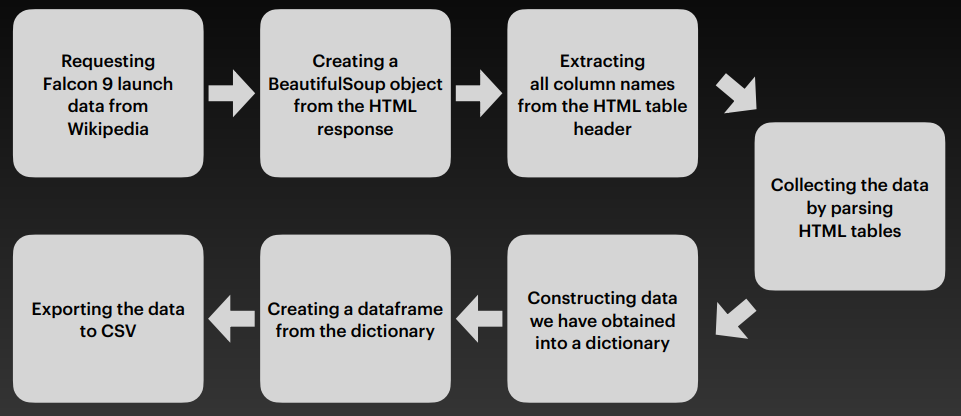 Requesting
Falcon 9 launch
data from
Wikipedia
Creating a
BeautifulSoup object
from the HTML
response
Extracting
all column names
from the HTML table
header
Collecting the data
by parsing
HTML tables
Constructing data
we have obtained
into a dictionary
Creating a dataframe
from the dictionary
Exporting the data
to CSV